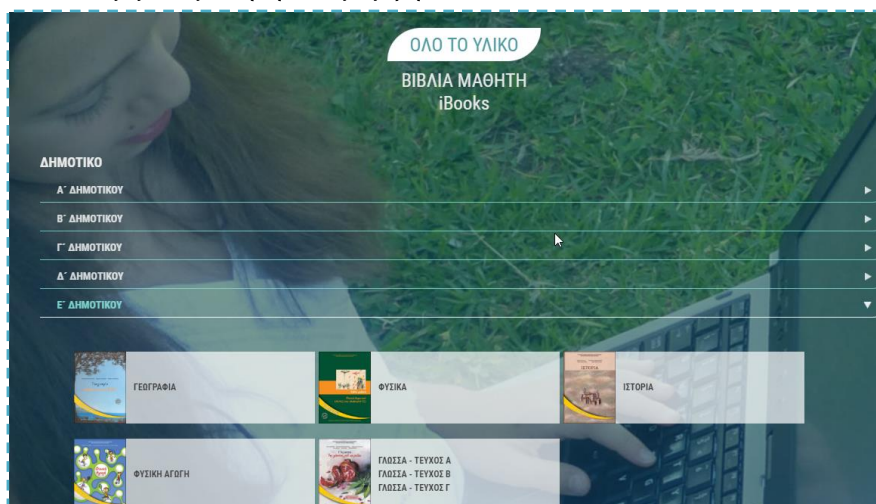 ΟΛΟ ΤΟ ΥΛΙΚΟ
ΒΙΒΛΙΑ ΜΑΘΗΤΗ
iBooks
ΔΗΜΟΤΙΚΟ
Α΄ ΔΗΜΟΤΙΚΟΥ
Β΄ ΔΗΜΟΤΙΚΟΥ
Γ΄ ΔΗΜΟΤΙΚΟΥ
Δ΄ ΔΗΜΟΤΙΚΟΥ
Ε΄ ΔΗΜΟΤΙΚΟΥ
ΓΕΩΓΡΑΦΙΑ
ΦΥΣΙΚΑ
ΙΣΤΟΡΙΑ
ΙΣΤΟΡΙΑ
ΦΥΣΙΚΗ ΑΓΩΓΗ
ΓΛΩΣΣΑ - ΤΕΥΧΟΣ Α
ΓΛΩΣΣΑ - ΤΕΥΧΟΣ Β
ΓΛΩΣΣΑ - ΤΕΥΧΟΣ Γ